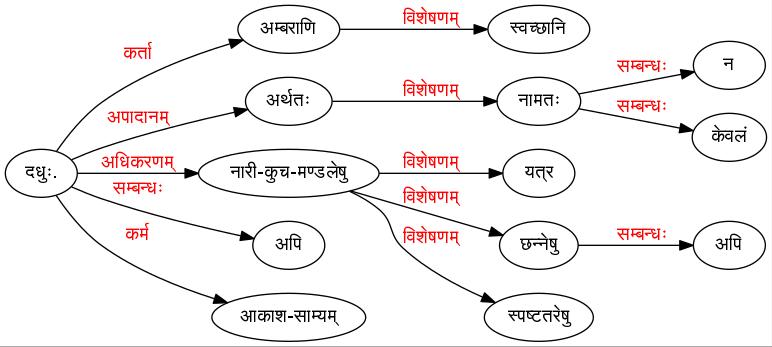 अम्बराणि विशेषणम् स्वच्छानि
कर्ता
सम्बन्धः न
अपादानम् अर्थतः विशेषणम् नामतः
सम्बन्धः केवलं
दधुः. अधिकरणम् नारी-कुच-मण्डलेषु विशेषणम् यत्र
सम्बन्धः विशेषणम्
कर्म अपि विशेषणम् छन्नेषु सम्बन्धः अपि
आकाश-साम्यम् स्पष्टतरेषु